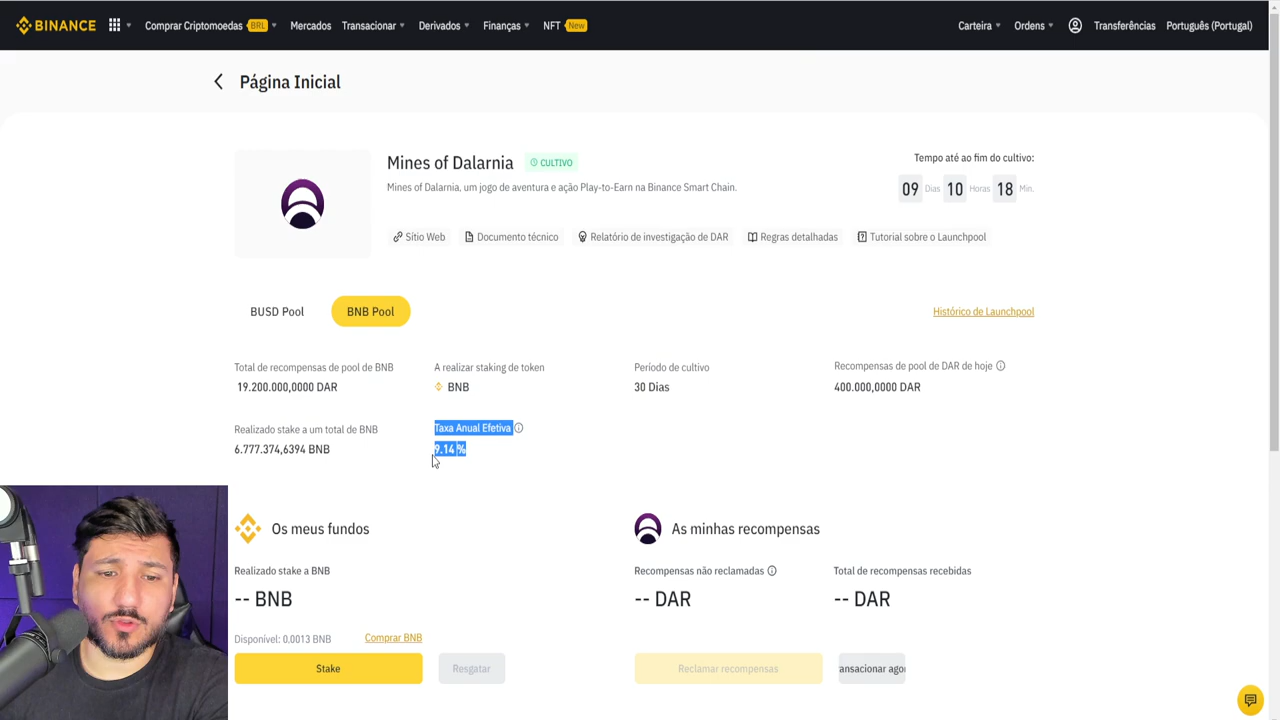 BINANCE Comprar Criptomoedas BRL Mercados Transacionar Derivados Finanças NFT New Carteira Ordens Transferências Português (Portugal)
Página Inicial
Mines of Dalarnia CULTIVO
Mines of Dalarnia, um jogo de aventura e ação Play-to-Earn na Binance Smart Chain.
Tempo até ao fim do cultivo:
09 Dias 10 Horas 18 Min.
Sítio Web Documento técnico Relatório de investigação de DAR Regras detalhadas Tutorial sobre o Launchpool
BUSD Pool BNB Pool Histórico de Launchpool
Total de recompensas de pool de BNB A realizar staking de token Período de cultivo Recompensas de pool de DAR de hoje
19.200.000,0000 DAR BNB 30 Dias 400.000,0000 DAR
Realizado stake a um total de BNB Taxa Anual Efetiva
6.777.374,6394 BNB 9.14 %
Os meus fundos As minhas recompensas
Realizado stake a BNB Recompensas não reclamadas Total de recompensas recebidas
-- BNB -- DAR -- DAR
Disponível: 0.0013 BNB Comprar BNB
Stake Resgatar Reclamar recompensas ansacionar ago